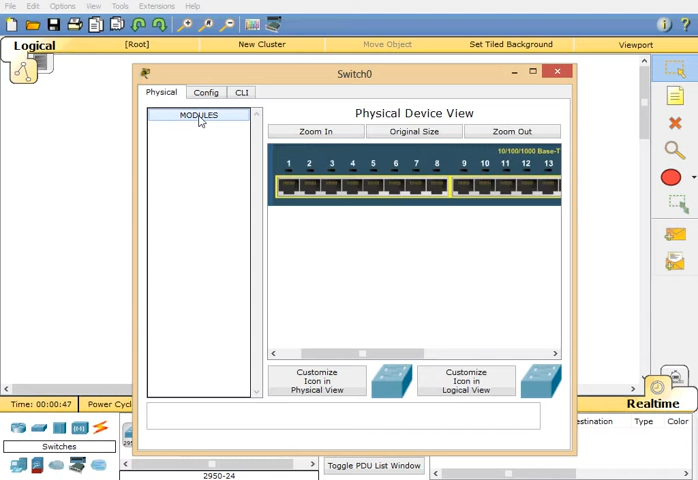 File Edit Options View Tools Extensions Help
Logical [Root] New Cluster Move Object Set Tiled Background Viewport
Switch0
Physical Config CLI
MODULES
Physical Device View
Zoom In Original Size Zoom Out
10/100/1000 Base-T
1 2 3 4 5 6 7 8 9 10 11 12 13
Customize
Icon in
Physical View
Customize
Icon in
Logical View
Time: 00:00:47 Power Cyc
Realtime
Switches
2950-24
Toggle PDU List Window
estination Type Color